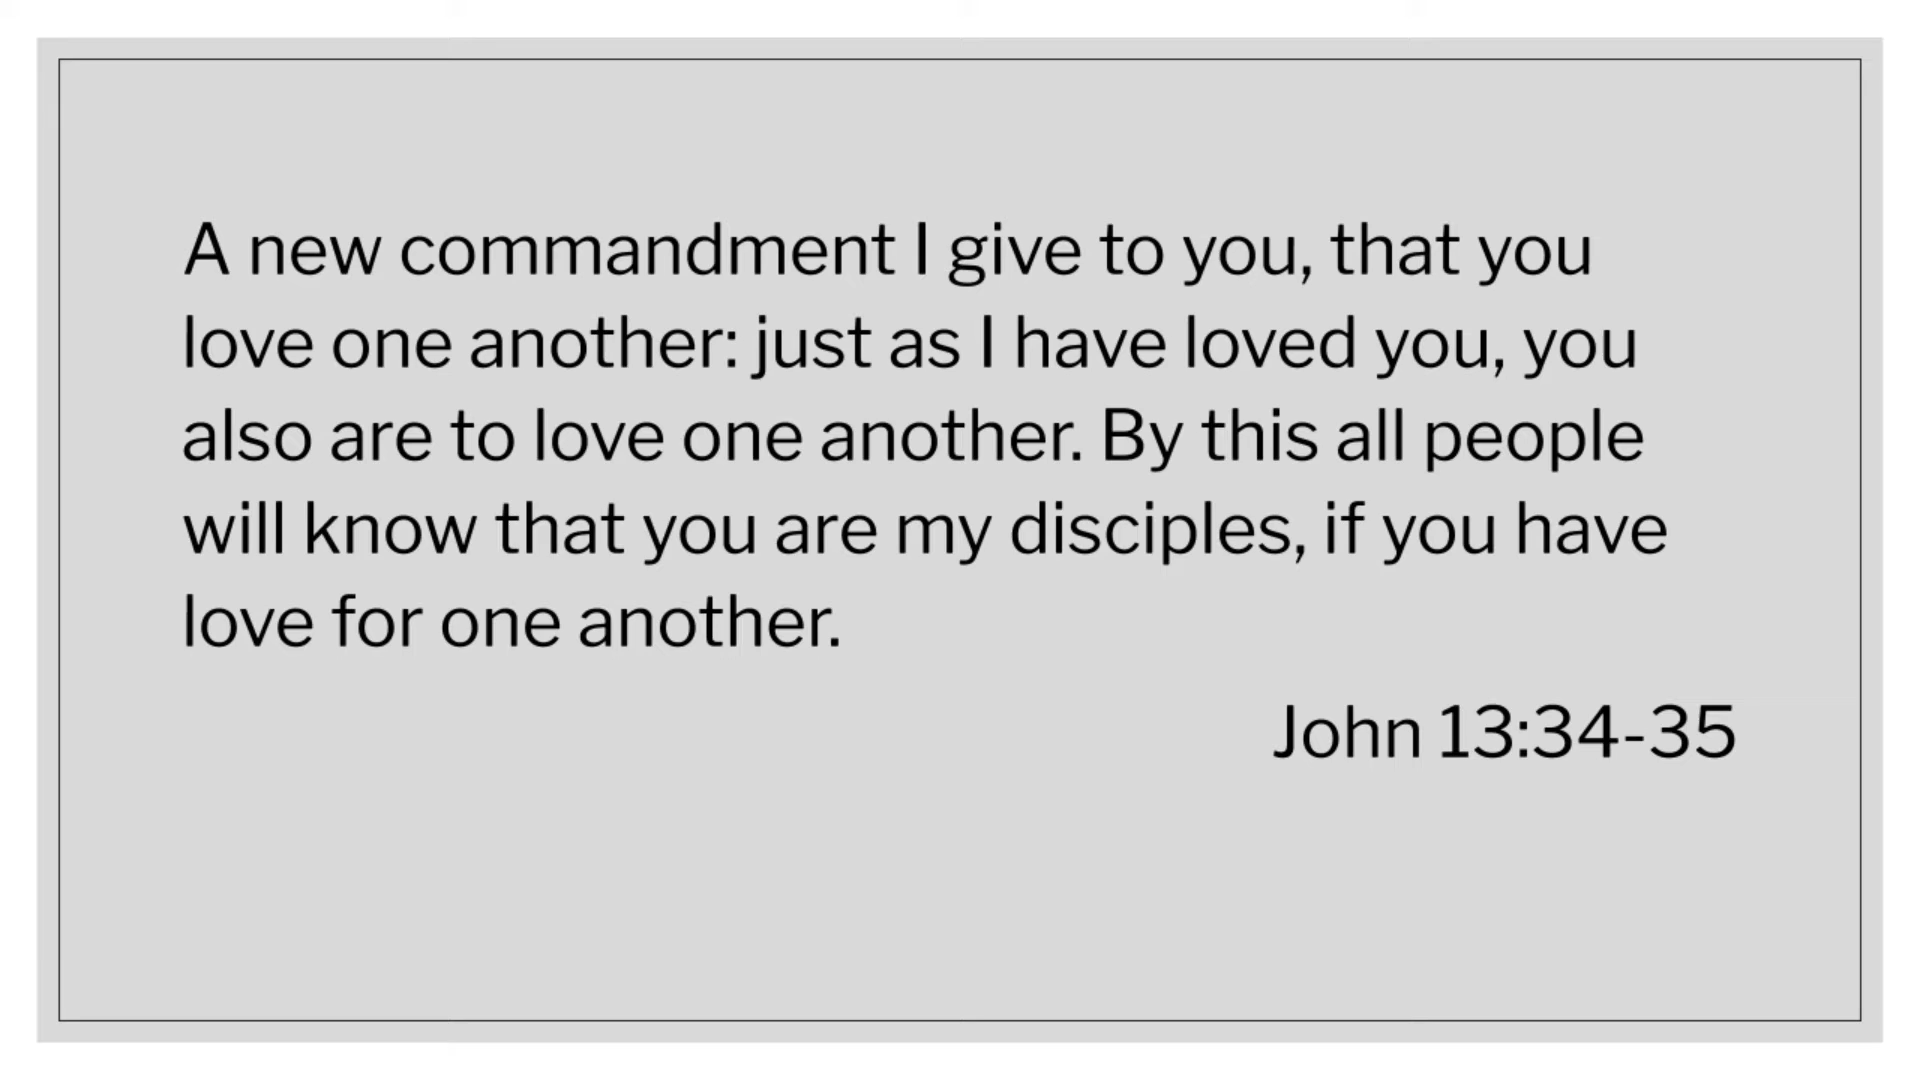 A new commandment I give to you, that you
love one another: just as I have loved you, you
also are to love one another. By this all people
will know that you are my disciples, if you have
love for one another.
John 13:34-35